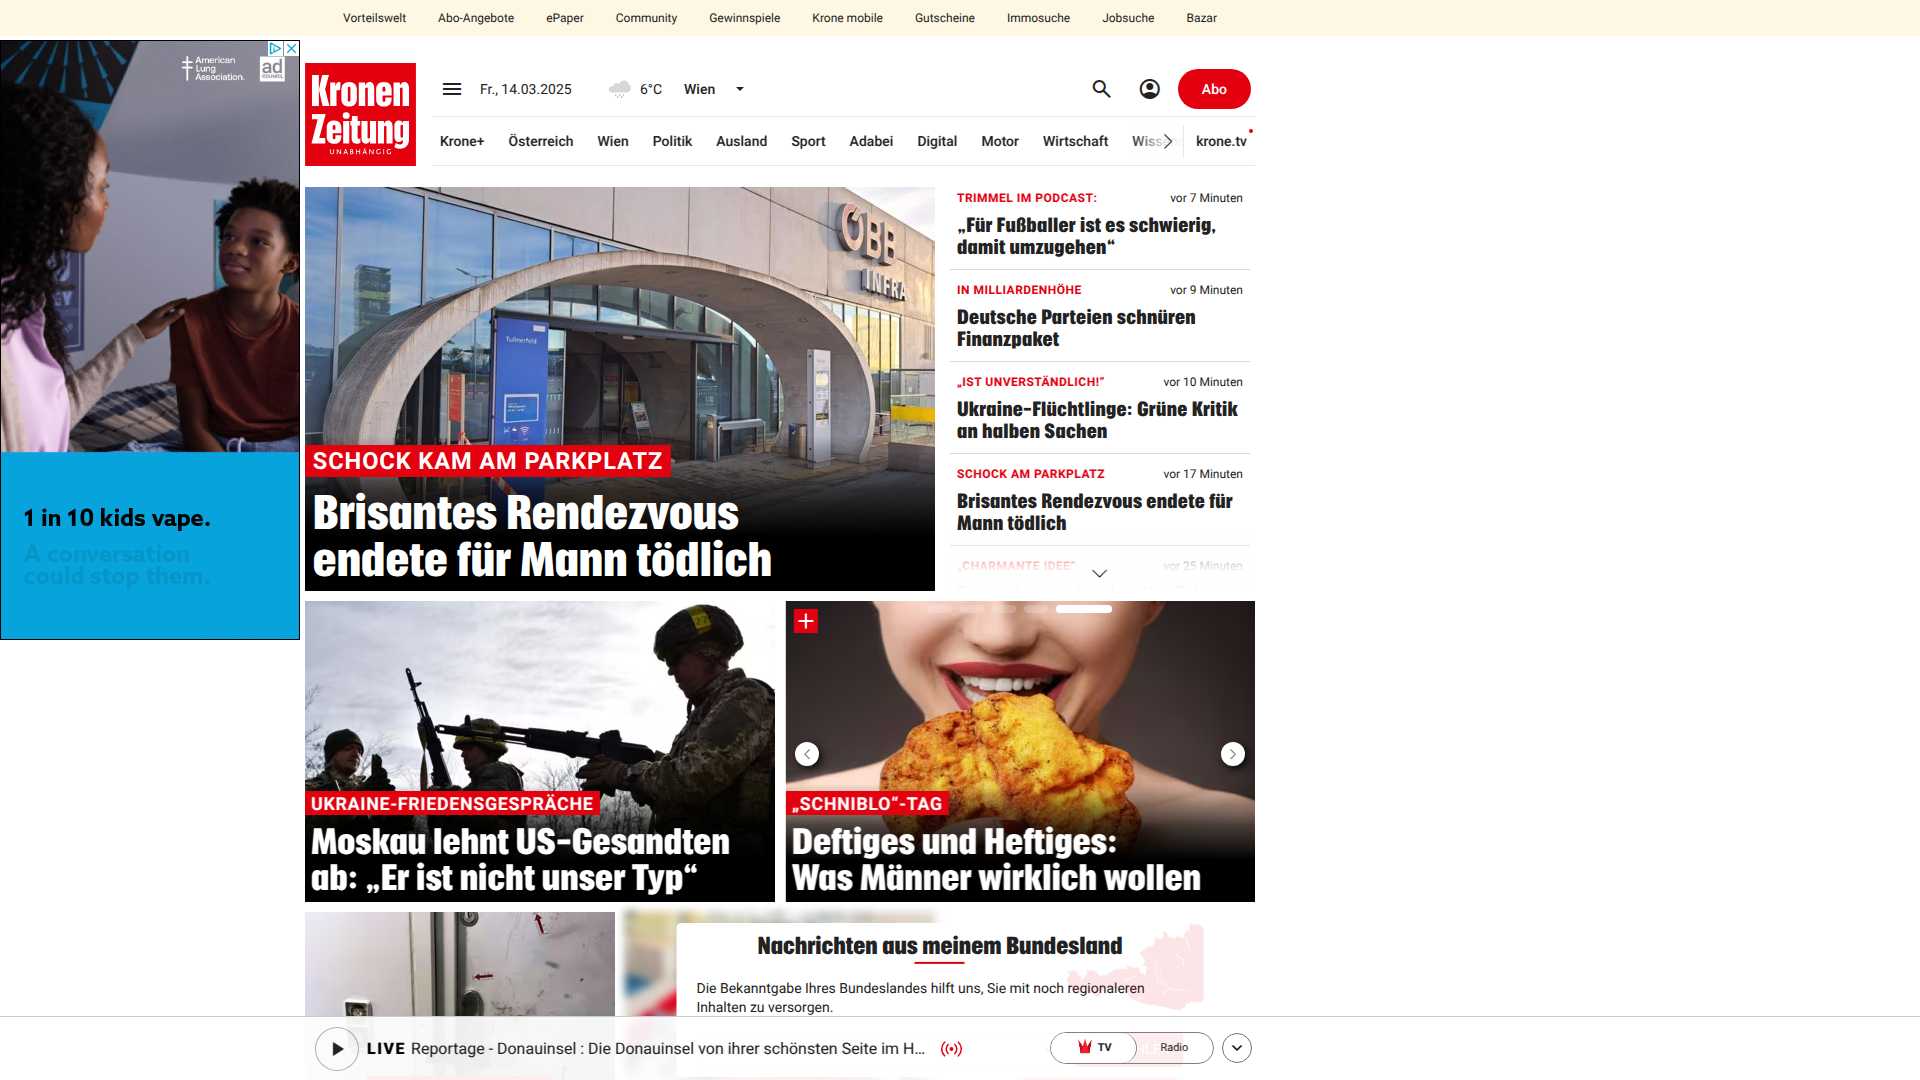 Vorteilswelt Abo-Angebote ePaper Community Gewinnspiele Krone mobile Gutscheine Immosuche Jobsuche Bazar
American
Lung
Association.
ad
COUNCIL
1 in 10 kids vape.
A conversation
could stop them.
Kronen
Zeitung
UNABHÄNGIG
Fr., 14.03.2025 6°C Wien Abo
Krone+ Österreich Wien Politik Ausland Sport Adabei Digital Motor Wirtschaft krone.tv
ÖBB
INFRA
Tullnerfeld
SCHOCK KAM AM PARKPLATZ
Brisantes Rendezvous
endete für Mann tödlich
TRIMMEL IM PODCAST: vor 7 Minuten
„Für Fußballer ist es schwierig,
damit umzugehen“
IN MILLIARDENHÖHE vor 9 Minuten
Deutsche Parteien schnüren
Finanzpaket
„IST UNVERSTÄNDLICH!“ vor 10 Minuten
Ukraine-Flüchtlinge: Grüne Kritik
an halben Sachen
SCHOCK AM PARKPLATZ vor 17 Minuten
Brisantes Rendezvous endete für
Mann tödlich
„CHARMANTE IDEE“ vor 25 Minuten
UKRAINE-FRIEDENSGESPRÄCHE
Moskau lehnt US-Gesandten
ab: „Er ist nicht unser Typ“
„SCHNIBLO“-TAG
Deftiges und Heftiges:
Was Männer wirklich wollen
Nachrichten aus meinem Bundesland
Die Bekanntgabe Ihres Bundeslandes hilft uns, Sie mit noch regionaleren
Inhalten zu versorgen.
LIVE Reportage - Donauinsel : Die Donauinsel von ihrer schönsten Seite im H... TV Radio